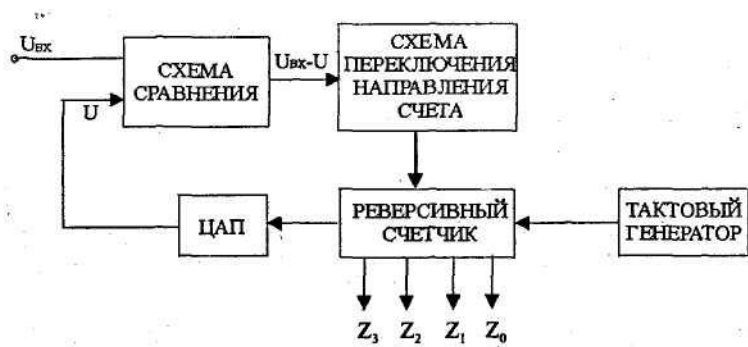 Uвх
СХЕМА
СРАВНЕНИЯ
U
Uвх-U
СХЕМА
ПЕРЕКЛЮЧЕНИЯ
НАПРАВЛЕНИЯ
СЧЕТА
ЦАП
РЕВЕРСИВНЫЙ
СЧЕТЧИК
ТАКТОВЫЙ
ГЕНЕРАТОР
Z₃ Z₂ Z₁ Z₀